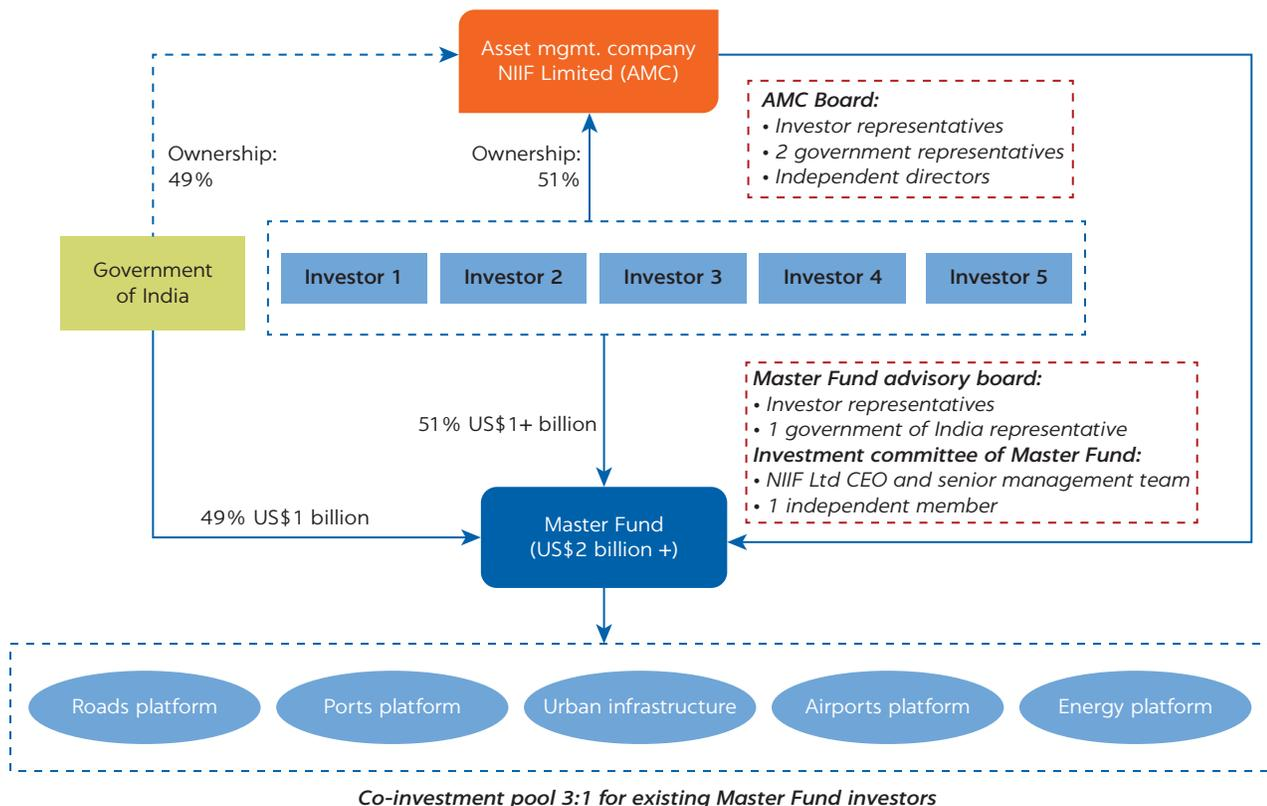 Asset mgmt. company
NIIF Limited (AMC)
AMC Board:
• Investor representatives
• 2 government representatives
• Independent directors
Ownership:
49%
Ownership:
51%
Government
of India
Investor 1
Investor 2
Investor 3
Investor 4
Investor 5
Master Fund advisory board:
• Investor representatives
• 1 government of India representative
Investment committee of Master Fund:
• NIIF Ltd CEO and senior management team
• 1 independent member
51% US$1+ billion
49% US$1 billion
Master Fund
(US$2 billion +)
Roads platform
Ports platform
Urban infrastructure
Airports platform
Energy platform
Co-investment pool 3:1 for existing Master Fund investors